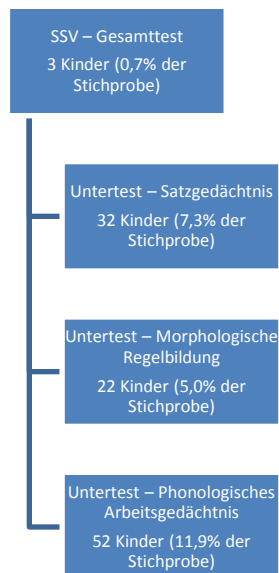 SSV – Gesamttest
3 Kinder (0,7% der
Stichprobe)
Untertest – Satzgedächtnis
32 Kinder (7,3% der
Stichprobe)
Untertest – Morphologische
Regelbildung
22 Kinder (5,0% der
Stichprobe)
Untertest – Phonologisches
Arbeitsgedächtnis
52 Kinder (11,9% der
Stichprobe)